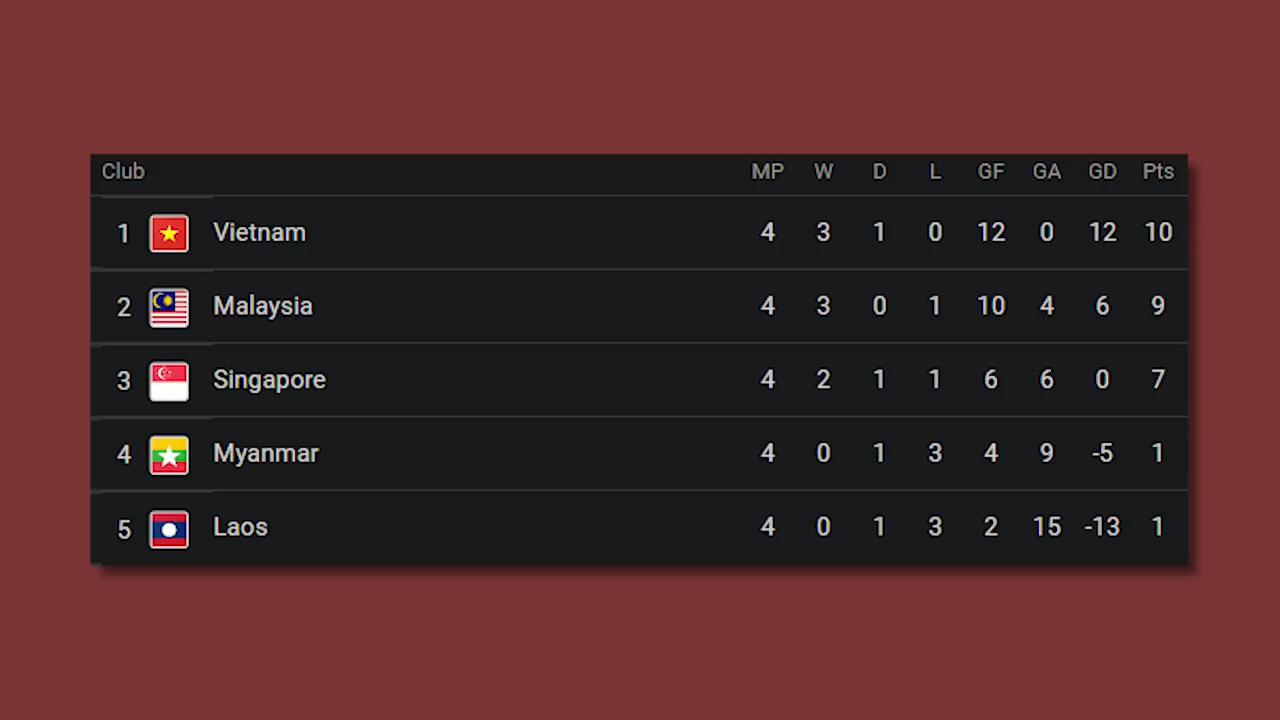 Club MP W D L GF GA GD Pts
1 Vietnam 4 3 1 0 12 0 12 10
2 Malaysia 4 3 0 1 10 4 6 9
3 Singapore 4 2 1 1 6 6 0 7
4 Myanmar 4 0 1 3 4 9 -5 1
5 Laos 4 0 1 3 2 15 -13 1